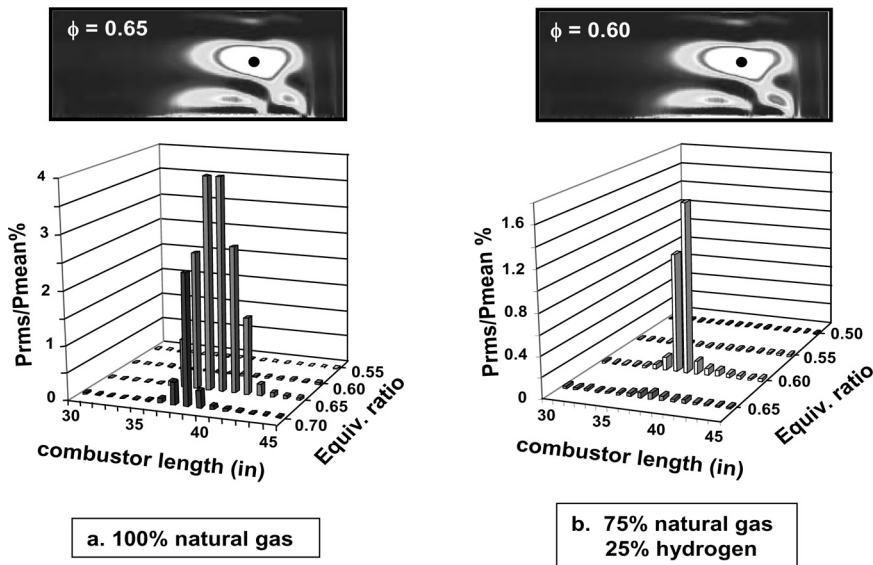 ϕ = 0.65
4
3
2
1
0
Prms/Pmean%
30
35
40
45
combustor length (in)
0.55
0.60
0.65
0.70
Equiv. ratio
a. 100% natural gas
ϕ = 0.60
1.6
1.2
0.8
0.4
0
Prms/Pmean %
30
35
40
45
combustor length (in)
0.50
0.55
0.60
0.65
Equiv. ratio
b. 75% natural gas
25% hydrogen